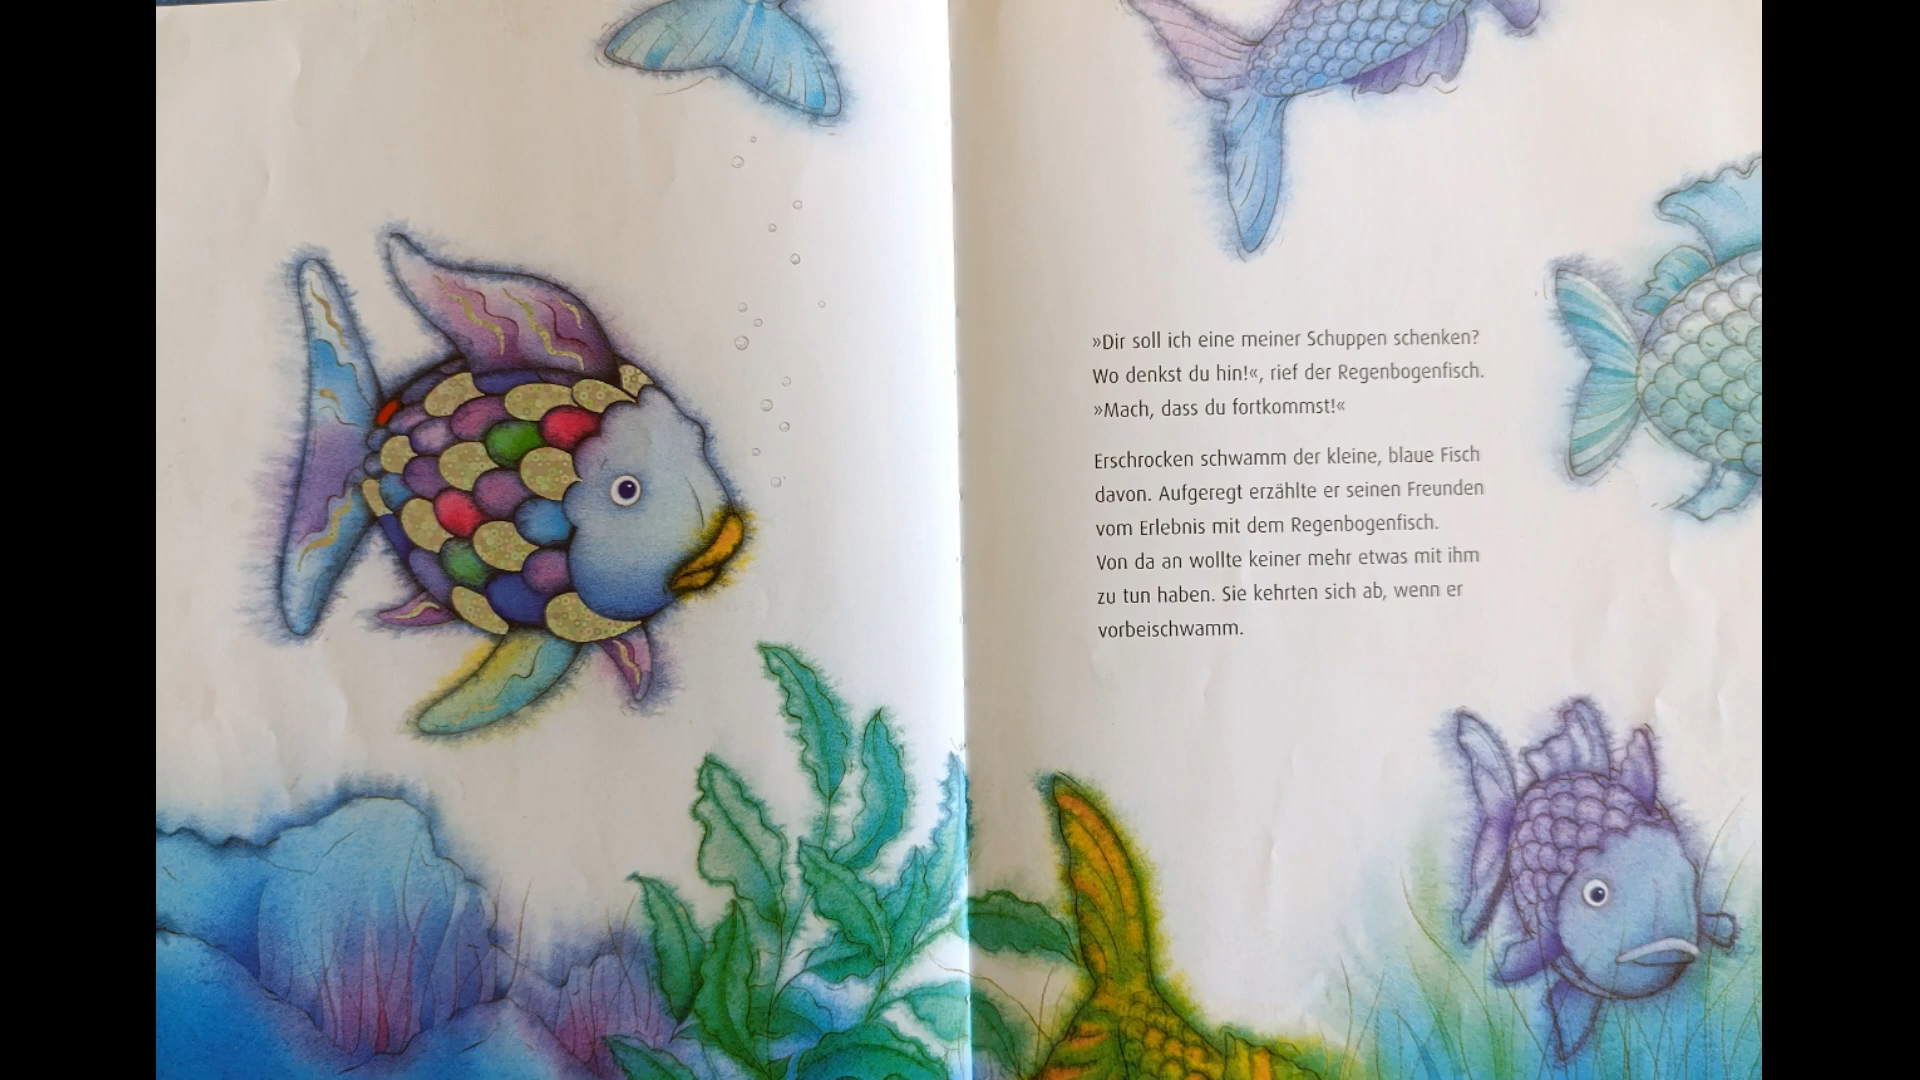 »Dir soll ich eine meiner Schuppen schenken?
Wo denkst du hin!«, rief der Regenbogenfisch.
»Mach, dass du fortkommst!«
Erschrocken schwamm der kleine, blaue Fisch
davon. Aufgeregt erzählte er seinen Freunden
vom Erlebnis mit dem Regenbogenfisch.
Von da an wollte keiner mehr etwas mit ihm
zu tun haben. Sie kehrten sich ab, wenn er
vorbeischwamm.